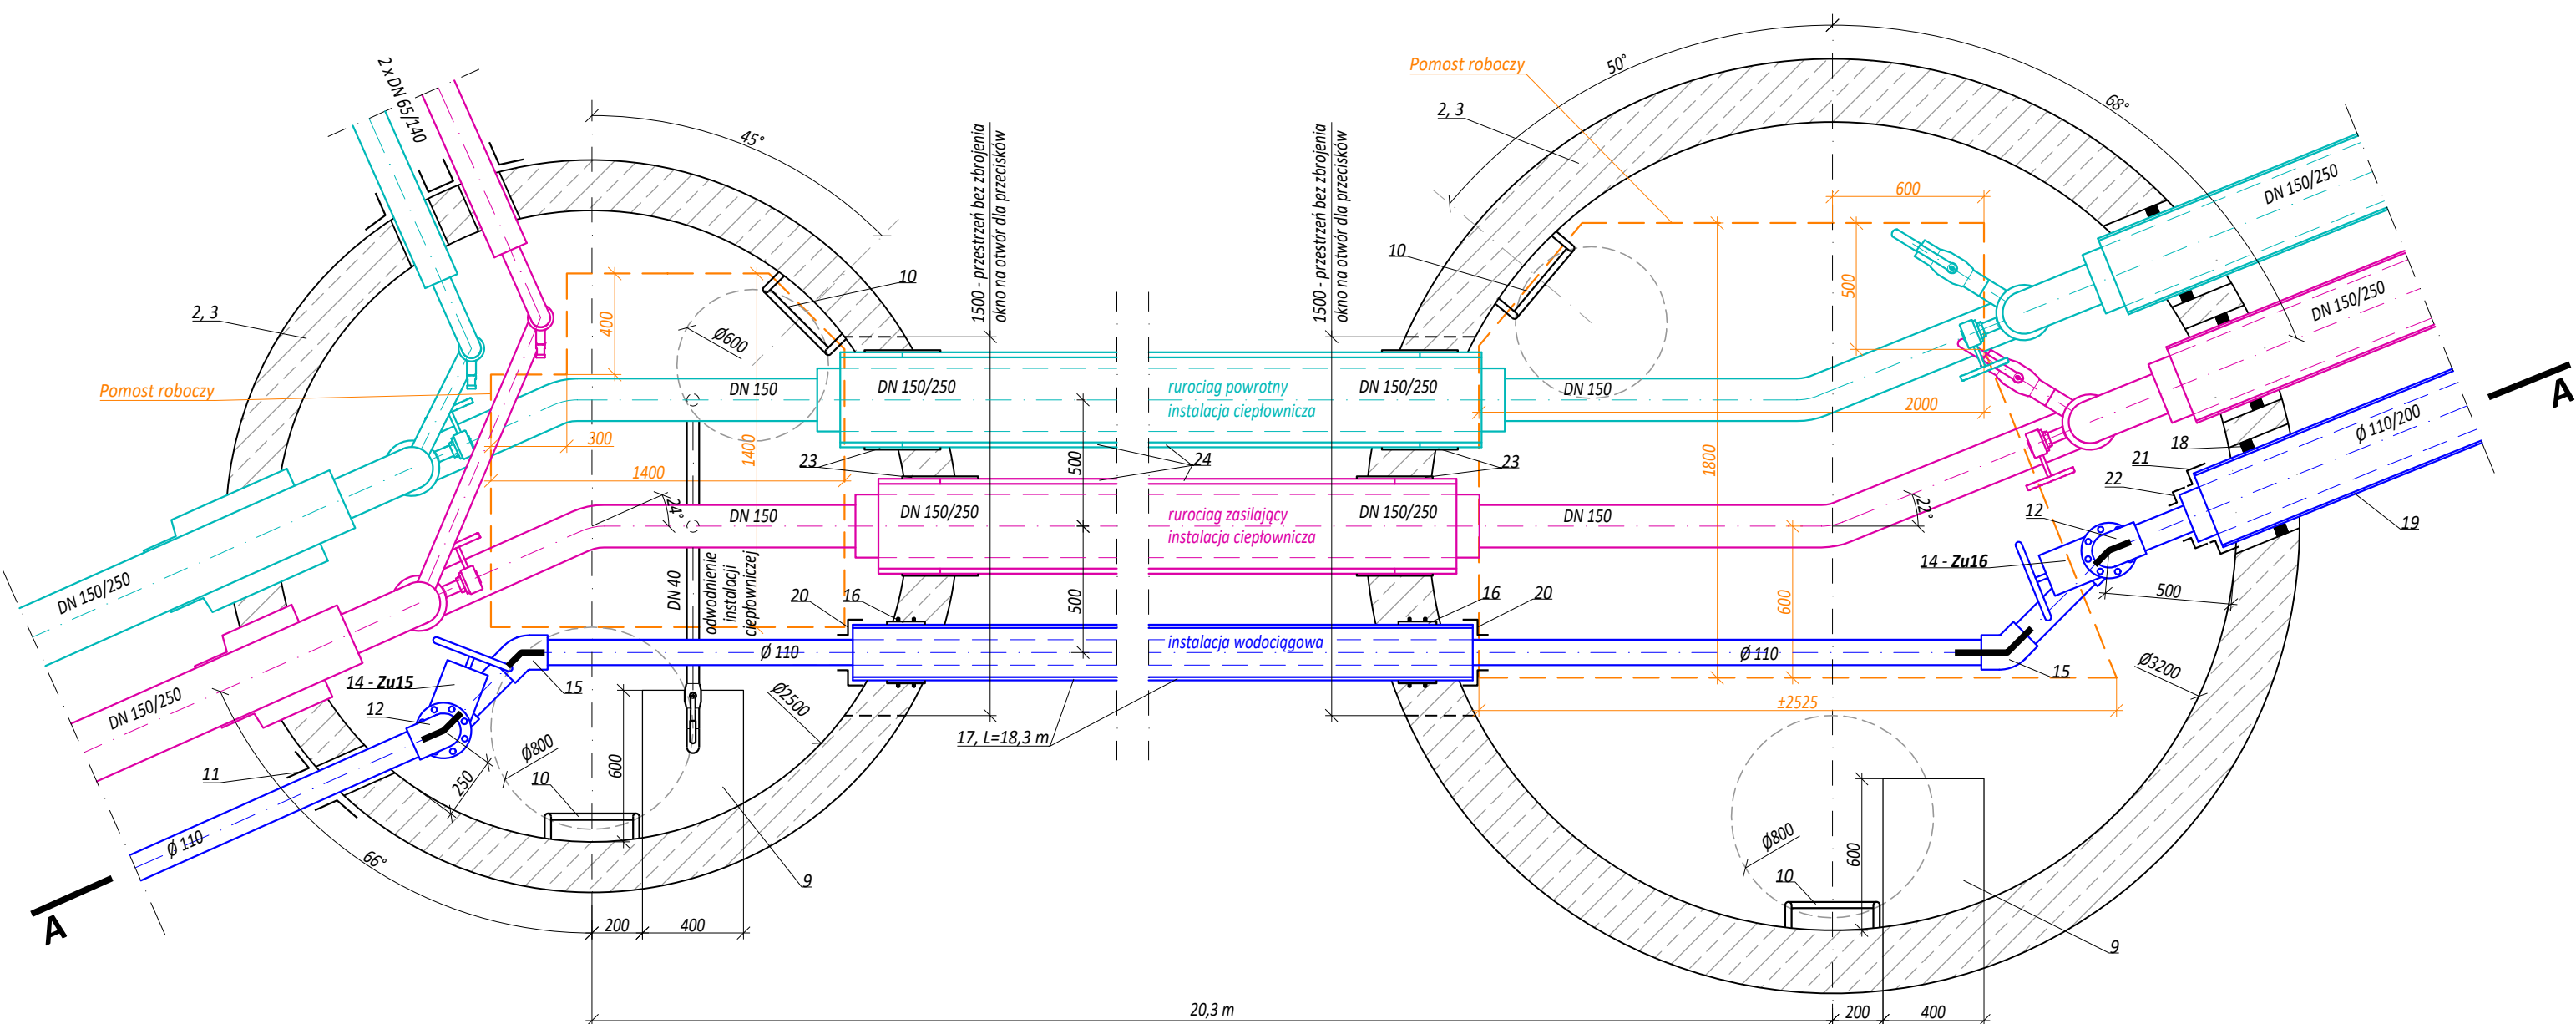 2 x DN 65/140
45°
2, 3
Pomost roboczy
400
300
1400
1400
Ø600
10
DN 150
DN 150/250
23
24°
DN 150
DN 150/250
DN 40
odwodnienie
instalacji
ciepłowniczej
20
16
Ø 110
15
14 - Zu15
12
11
250
Ø800
10
600
Ø2500
9
200
400
66°
DN 150/250
DN 150/250
Ø 110
A
1500 - przestrzeń bez zbrojenia
okno na otwór dla przecisków
500
500
17, L=18,3 m
rurociąg powrotny
instalacja ciepłownicza
24
rurociąg zasilający
instalacja ciepłownicza
instalacja wodociągowa
20,3 m
1500 - przestrzeń bez zbrojenia
okno na otwór dla przecisków
Pomost roboczy
50°
2, 3
68°
10
600
500
2000
1800
DN 150/250
DN 150
23
DN 150/250
DN 150
22°
600
16
20
Ø 110
15
±2525
14 - Zu16
12
22
21
18
500
Ø3200
19
DN 150/250
DN 150/250
Ø 110/200
A
Ø800
10
600
9
200
400